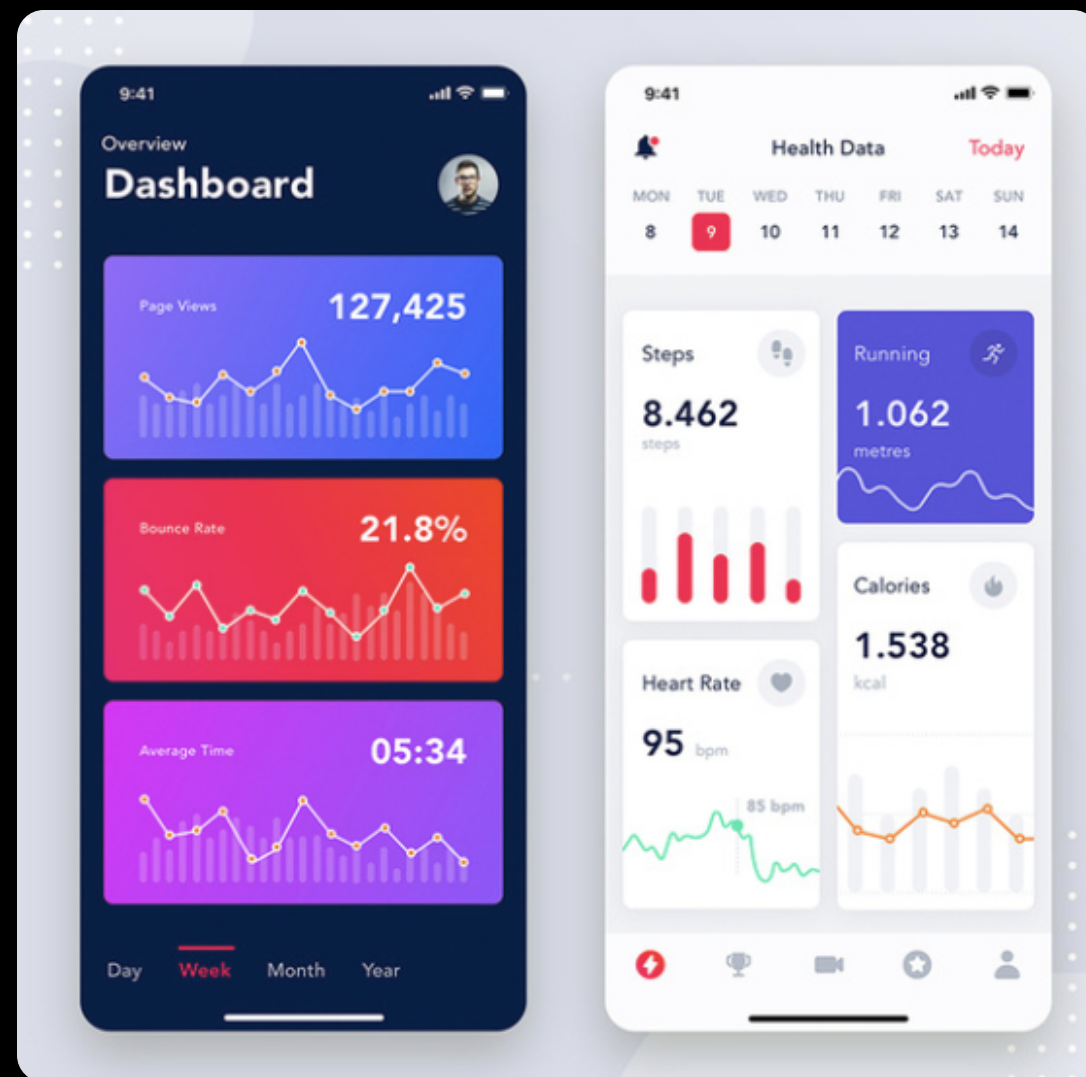 9:41
Overview
Dashboard
Page Views 127,425
Bounce Rate 21.8%
Average Time 05:34
Day Week Month Year
9:41
Health Data Today
MON TUE WED THU FRI SAT SUN
8 9 10 11 12 13 14
Steps
8.462
steps
Running
1.062
metres
Heart Rate
95 bpm
85 bpm
Calories
1.538
kcal